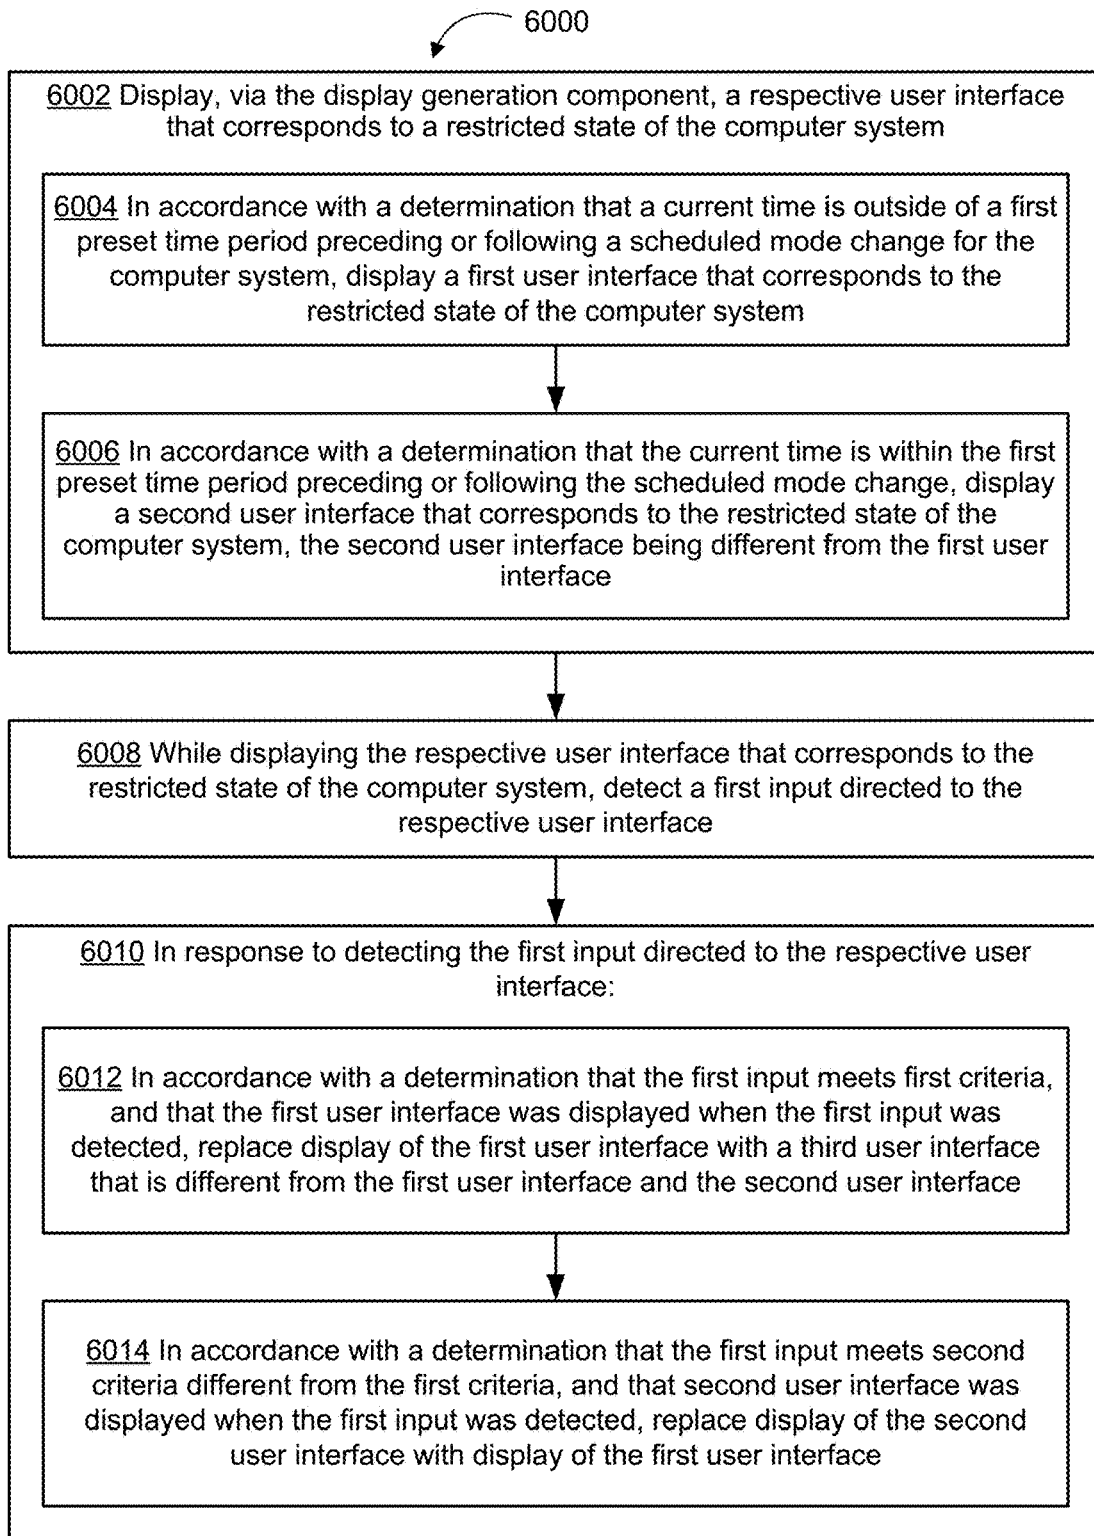 6000
6002 Display, via the display generation component, a respective user interface
that corresponds to a restricted state of the computer system
6004 In accordance with a determination that a current time is outside of a first
preset time period preceding or following a scheduled mode change for the
computer system, display a first user interface that corresponds to the
restricted state of the computer system
6006 In accordance with a determination that the current time is within the first
preset time period preceding or following the scheduled mode change, display
a second user interface that corresponds to the restricted state of the
computer system, the second user interface being different from the first user
interface
6008 While displaying the respective user interface that corresponds to the
restricted state of the computer system, detect a first input directed to the
respective user interface
6010 In response to detecting the first input directed to the respective user
interface:
6012 In accordance with a determination that the first input meets first criteria,
and that the first user interface was displayed when the first input was
detected, replace display of the first user interface with a third user interface
that is different from the first user interface and the second user interface
6014 In accordance with a determination that the first input meets second
criteria different from the first criteria, and that second user interface was
displayed when the first input was detected, replace display of the second
user interface with display of the first user interface